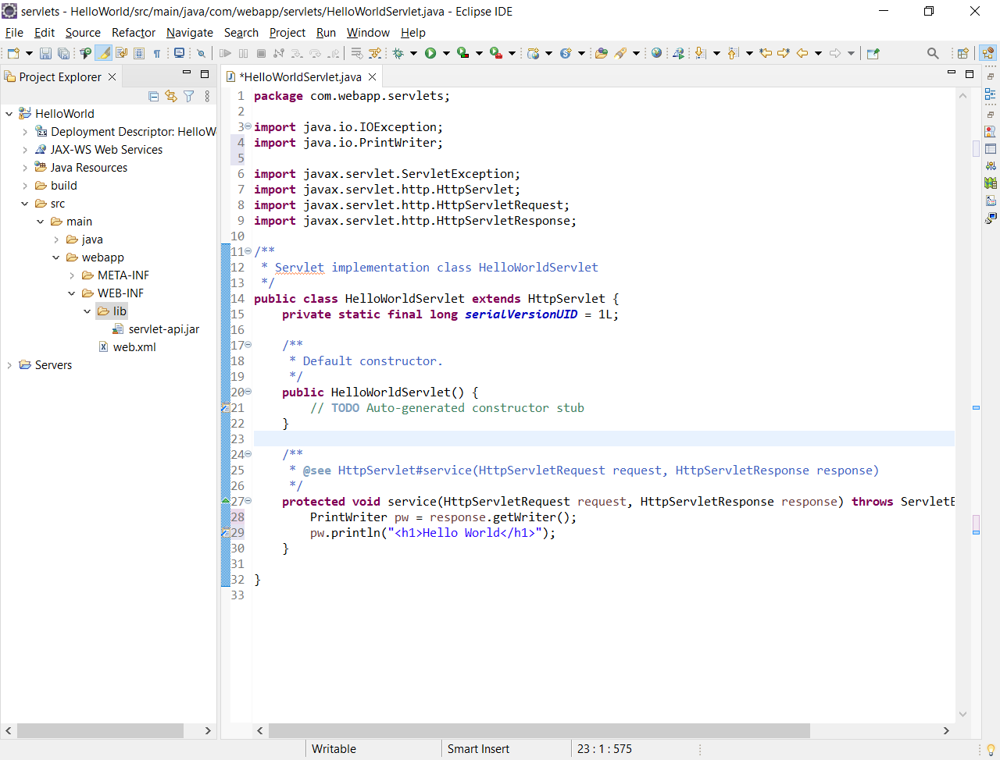 servlets - HelloWorld/src/main/java/com/webapp/servlets/HelloWorldServlet.java - Eclipse IDE
File Edit Source Refactor Navigate Search Project Run Window Help
Project Explorer
HelloWorld
Deployment Descriptor: HelloW
JAX-WS Web Services
Java Resources
build
src
main
java
webapp
META-INF
WEB-INF
lib
servlet-api.jar
web.xml
Servers
*HelloWorldServlet.java
1 package com.webapp.servlets;
2
3 import java.io.IOException;
4 import java.io.PrintWriter;
5
6 import javax.servlet.ServletException;
7 import javax.servlet.http.HttpServlet;
8 import javax.servlet.http.HttpServletRequest;
9 import javax.servlet.http.HttpServletResponse;
10
11 /**
12 * Servlet implementation class HelloWorldServlet
13 */
14 public class HelloWorldServlet extends HttpServlet {
15 private static final long serialVersionUID = 1L;
16
17 /**
18 * Default constructor.
19 */
20 public HelloWorldServlet() {
21 // TODO Auto-generated constructor stub
22 }
23
24 /**
25 * @see HttpServlet#service(HttpServletRequest request, HttpServletResponse response)
26 */
27 protected void service(HttpServletRequest request, HttpServletResponse response) throws ServletE
28 PrintWriter pw = response.getWriter();
29 pw.println("<h1>Hello World</h1>");
30 }
31
32 }
33
Writable Smart Insert 23 : 1 : 575